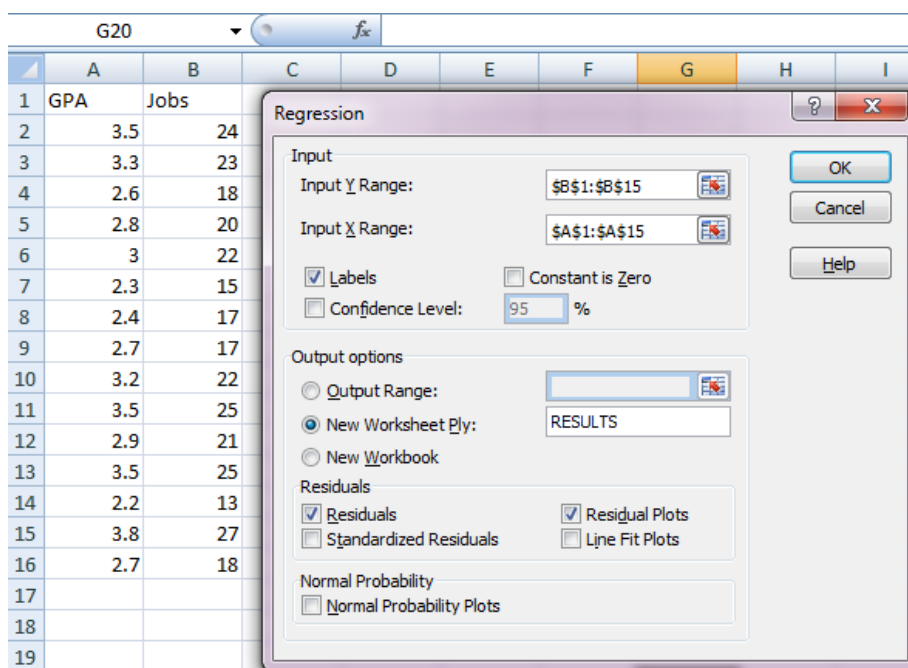 G20 fx
A B C D E F G H I
1 GPA Jobs
2 3.5 24
3 3.3 23
4 2.6 18
5 2.8 20
6 3 22
7 2.3 15
8 2.4 17
9 2.7 17
10 3.2 22
11 3.5 25
12 2.9 21
13 3.5 25
14 2.2 13
15 3.8 27
16 2.7 18
17
18
19
Regression ? X
Input
Input Y Range: $B$1:$B$15
Input X Range: $A$1:$A$15
Labels Constant is Zero
Confidence Level: 95 %
OK
Cancel
Help
Output options
Output Range:
New Worksheet Ply: RESULTS
New Workbook
Residuals
Residuals Residual Plots
Standardized Residuals Line Fit Plots
Normal Probability
Normal Probability Plots